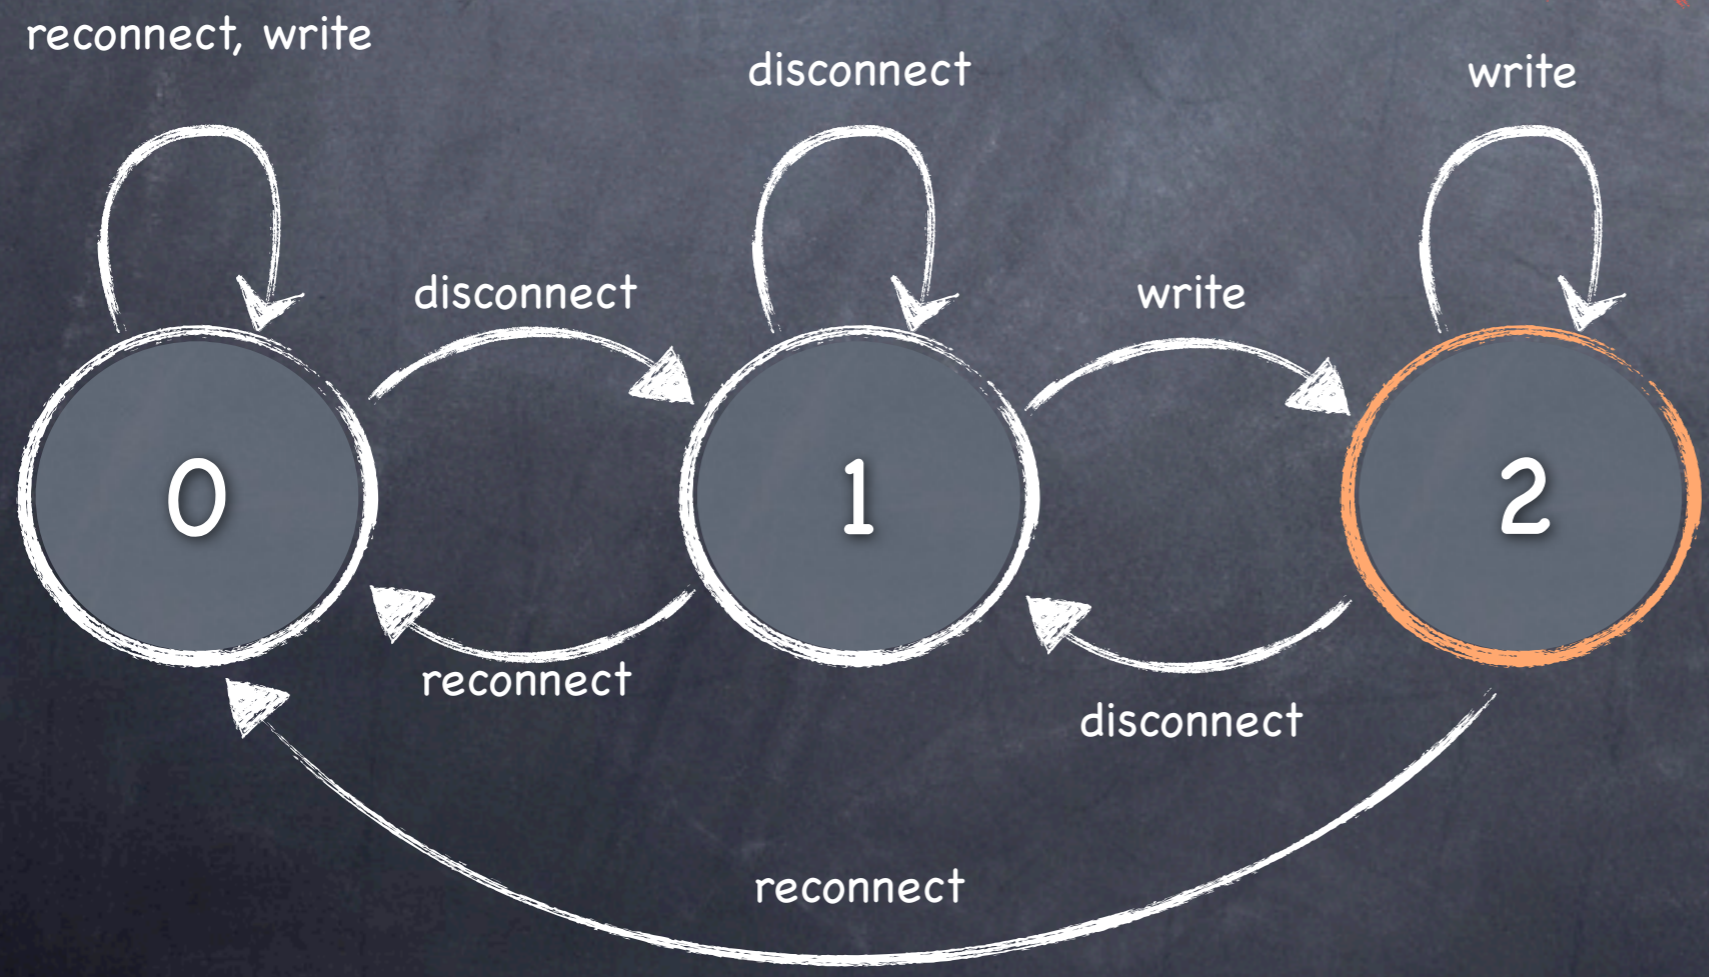 reconnect, write
disconnect
write
disconnect
write
0
1
2
reconnect
disconnect
reconnect